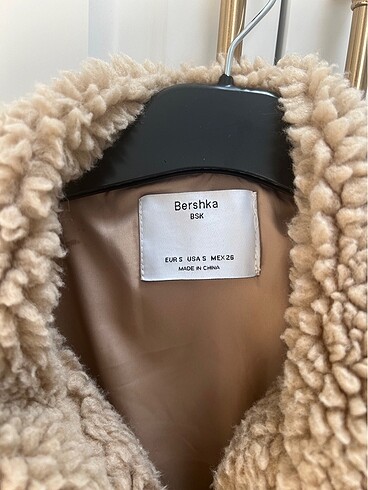 Bershka
BSK
EUR S USA S MEX 26
MADE IN CHINA